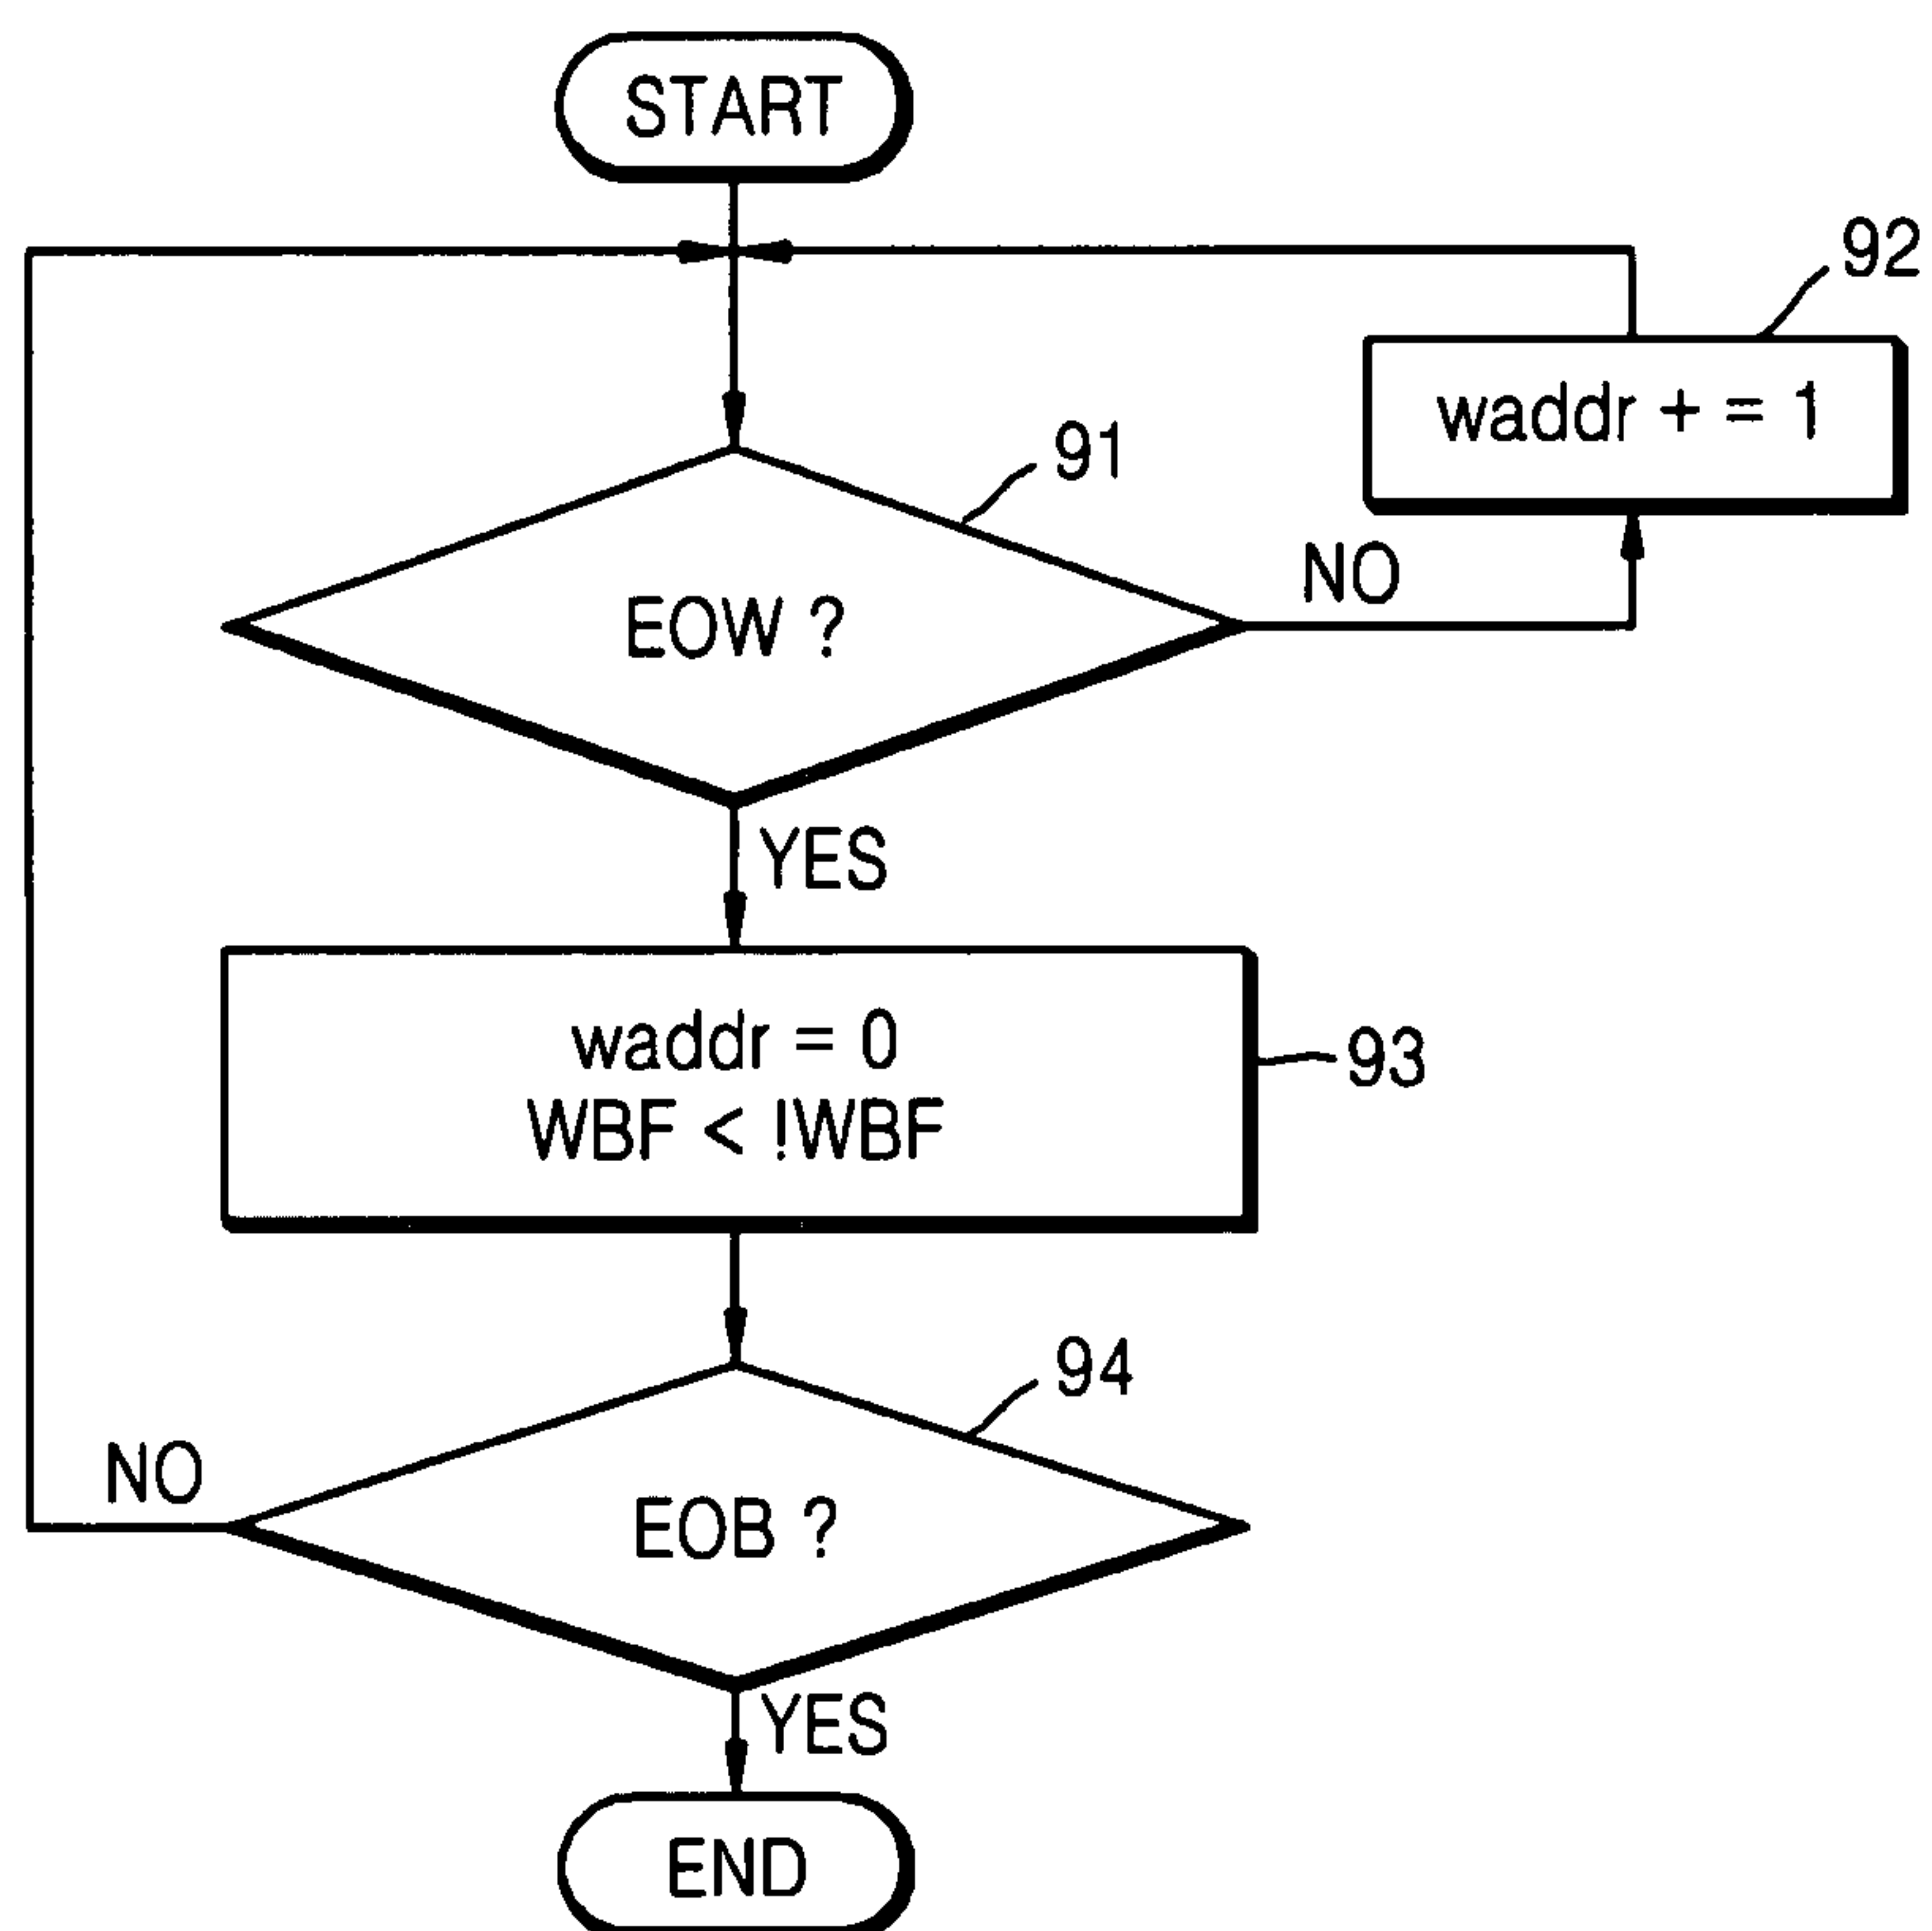 START
92
waddr + = 1
91
NO
EOW ?
YES
waddr = 0
WBF < !WBF
93
94
NO
EOB ?
YES
END